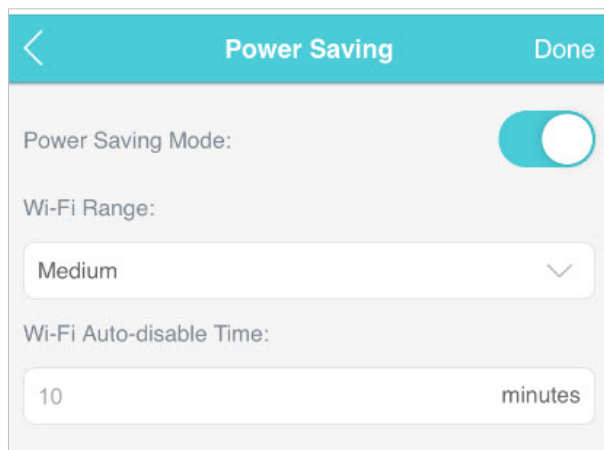 Power Saving Done
Power Saving Mode:
Wi-Fi Range:
Medium
Wi-Fi Auto-disable Time:
10 minutes